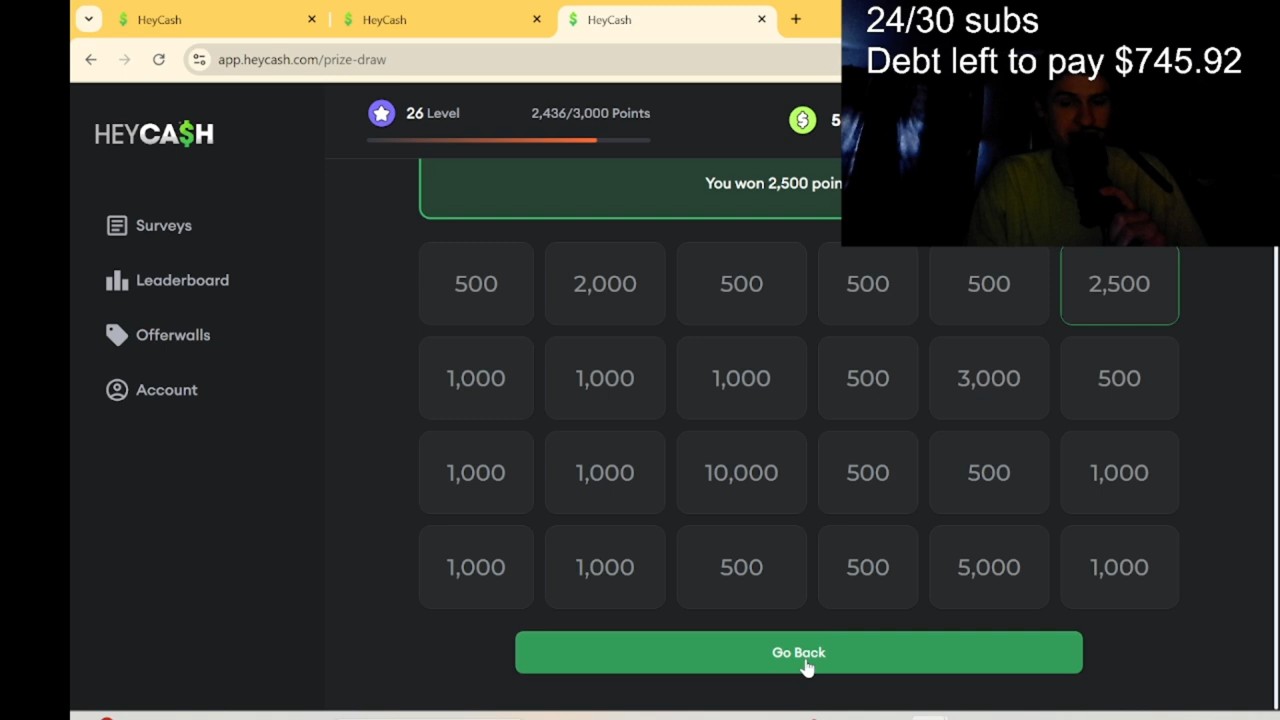 HeyCash
HeyCash
HeyCash
app.heycash.com/prize-draw
24/30 subs
Debt left to pay $745.92
HEYCA$H
26 Level
2,436/3,000 Points
5
Surveys
Leaderboard
Offerwalls
Account
You won 2,500 poin
500 2,000 500 500 500 2,500
1,000 1,000 1,000 500 3,000 500
1,000 1,000 10,000 500 500 1,000
1,000 1,000 500 500 5,000 1,000
Go Back